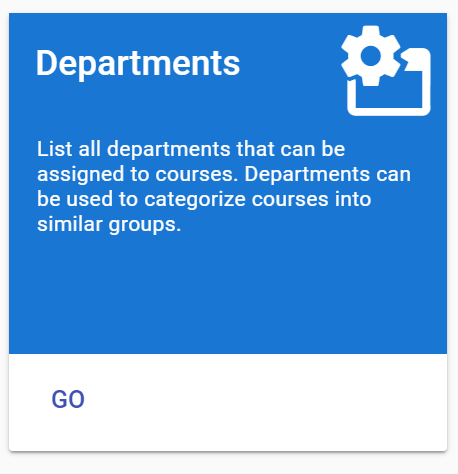 Departments
List all departments that can be
assigned to courses. Departments can
be used to categorize courses into
similar groups.
GO